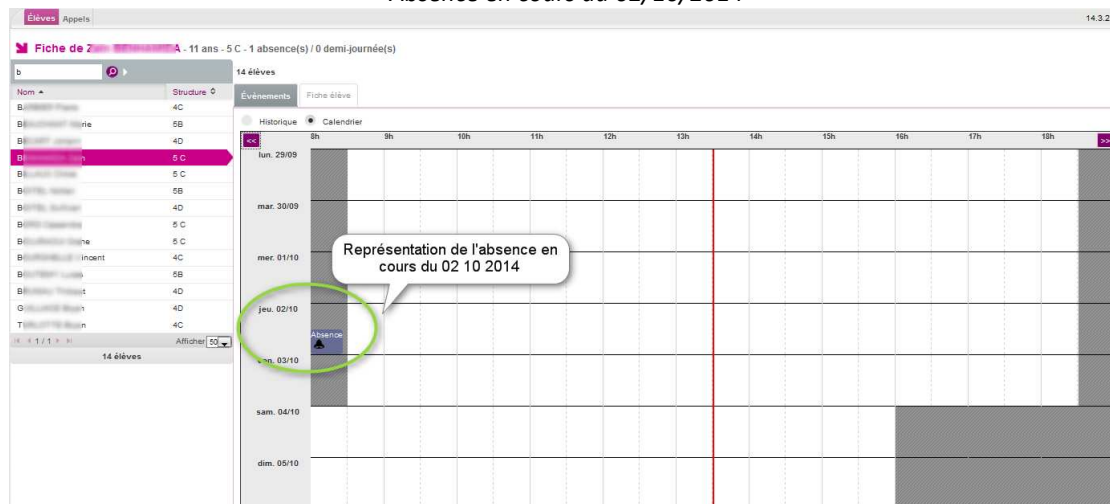 Absence en cours du 02/10/2014
Élèves Appels
14.3.2
Fiche de - 11 ans - 5 C - 1 absence(s) / 0 demi-journée(s)
b
14 élèves
Nom Structure
Événements Fiche élève
Historique Calendrier
<< 8h 9h 10h 11h 12h 13h 14h 15h 16h 17h 18h >>
4C
5B
4D
5 C
5 C
5B
4D
5 C
5 C
4C
5B
4D
4D
4C
1 / 1 Afficher 50
14 élèves
lun. 29/09
mar. 30/09
mer. 01/10
jeu. 02/10
ven. 03/10
sam. 04/10
dim. 05/10
Représentation de l'absence en
cours du 02 10 2014
Absence